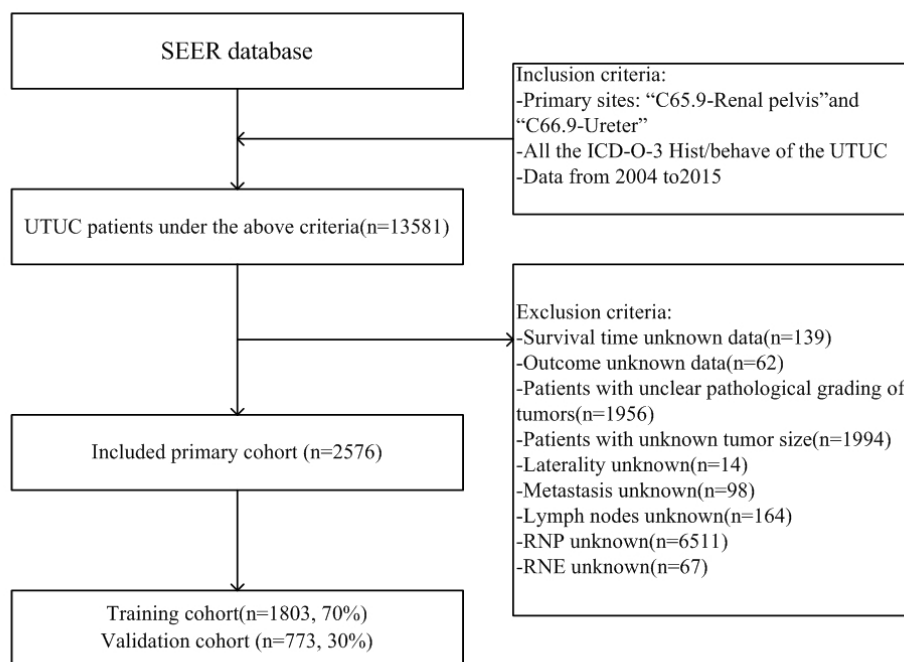 SEER database
Inclusion criteria:
-Primary sites: “C65.9-Renal pelvis”and
“C66.9-Ureter”
-All the ICD-O-3 Hist/behave of the UTUC
-Data from 2004 to2015
UTUC patients under the above criteria(n=13581)
Exclusion criteria:
-Survival time unknown data(n=139)
-Outcome unknown data(n=62)
-Patients with unclear pathological grading of
tumors(n=1956)
-Patients with unknown tumor size(n=1994)
-Laterality unknown(n=14)
-Metastasis unknown(n=98)
-Lymph nodes unknown(n=164)
-RNP unknown(n=6511)
-RNE unknown(n=67)
Included primary cohort (n=2576)
Training cohort(n=1803, 70%)
Validation cohort (n=773, 30%)